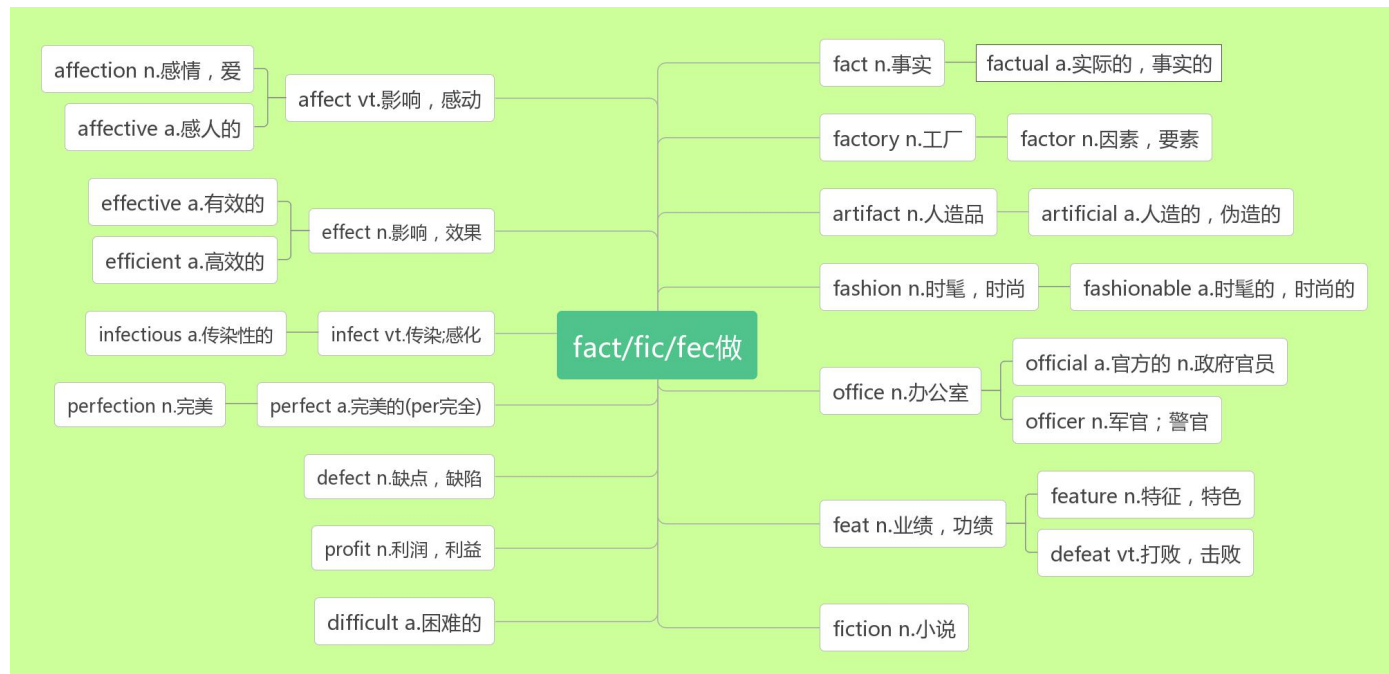 fact/fic/fec做
affect vt.影响，感动
affection n.感情，爱
affective a.感人的
effect n.影响，效果
effective a.有效的
efficient a.高效的
infect vt.传染;感化
infectious a.传染性的
perfect a.完美的(per完全)
perfection n.完美
defect n.缺点，缺陷
profit n.利润，利益
difficult a.困难的
fact n.事实
factual a.实际的，事实的
factory n.工厂
factor n.因素，要素
artifact n.人造品
artificial a.人造的，伪造的
fashion n.时髦，时尚
fashionable a.时髦的，时尚的
office n.办公室
official a.官方的 n.政府官员
officer n.军官；警官
feat n.业绩，功绩
feature n.特征，特色
defeat vt.打败，击败
fiction n.小说